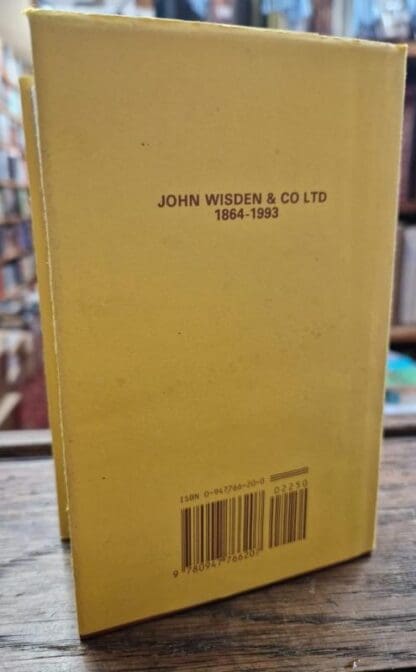 JOHN WISDEN & CO LTD
1864-1993
ISBN 0-947766-20-0
02250
9 780947 766207